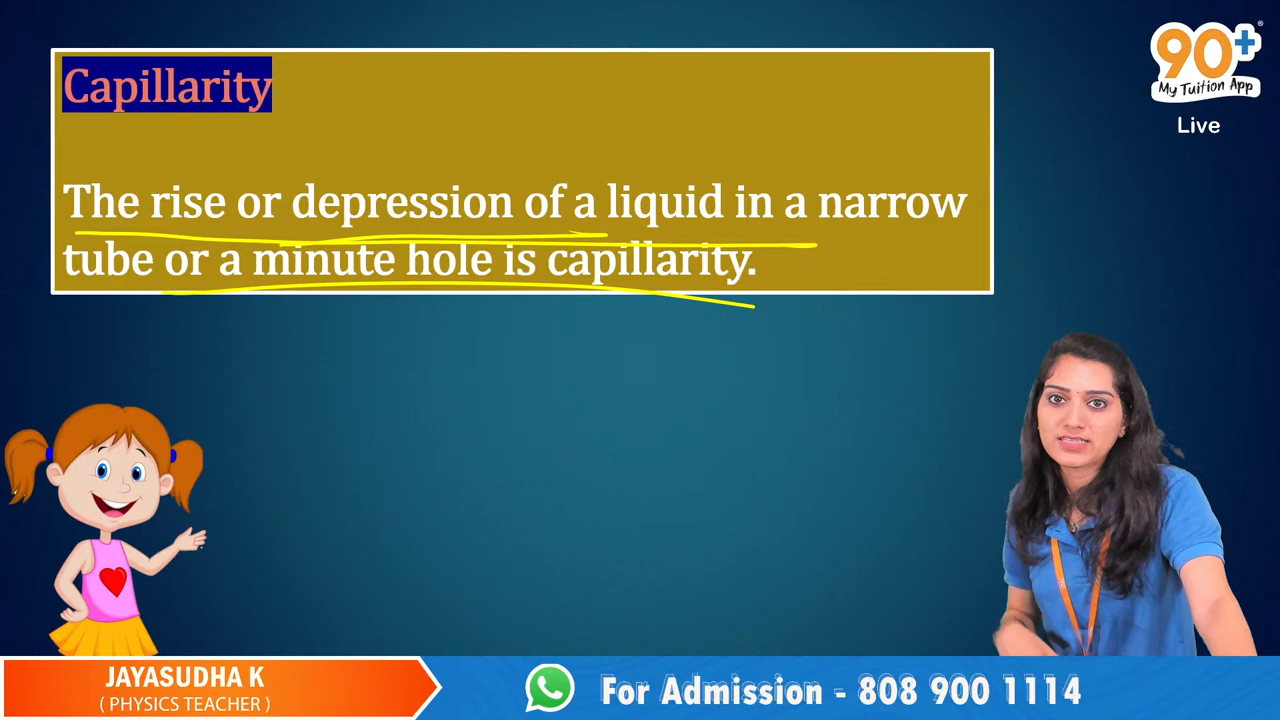 90+
My Tuition App
Live
Capillarity
The rise or depression of a liquid in a narrow
tube or a minute hole is capillarity.
JAYASUDHA K
( PHYSICS TEACHER )
For Admission - 808 900 1114